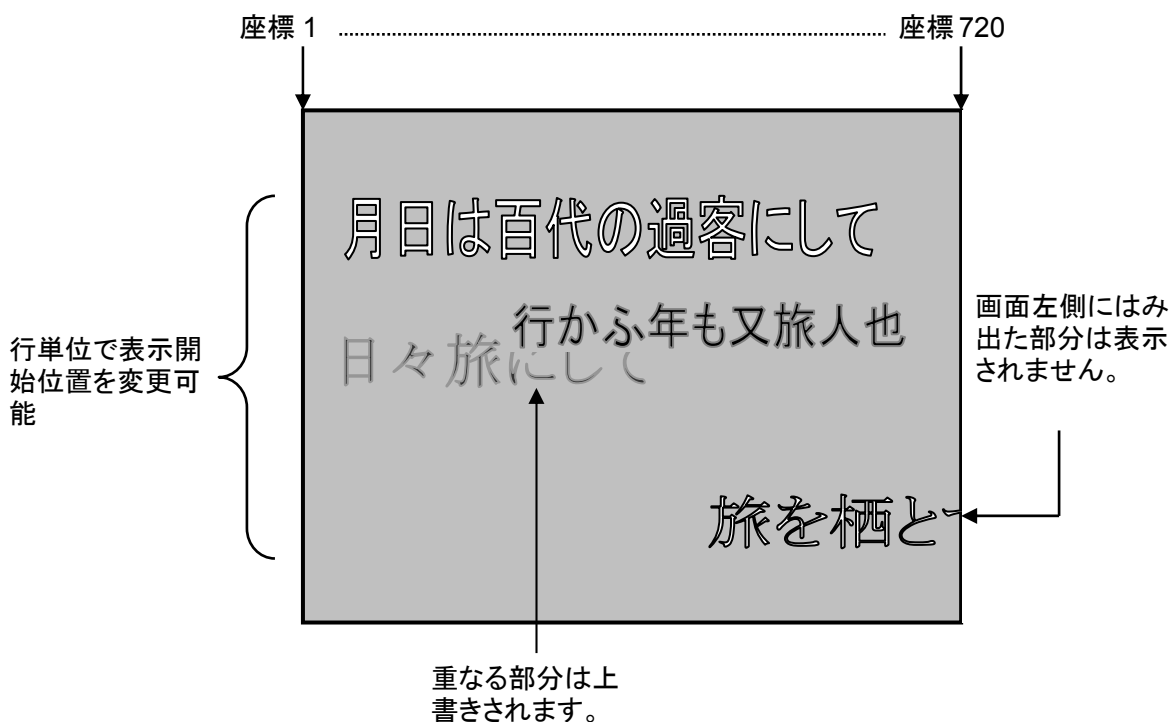 座標 1 ........................ 座標 720
月日は百代の過客にして
行かふ年も又旅人也
日々旅にして
旅を栖と
行単位で表示開
始位置を変更可
能
画面左側にはみ
出た部分は表示
されません。
重なる部分は上
書きされます。